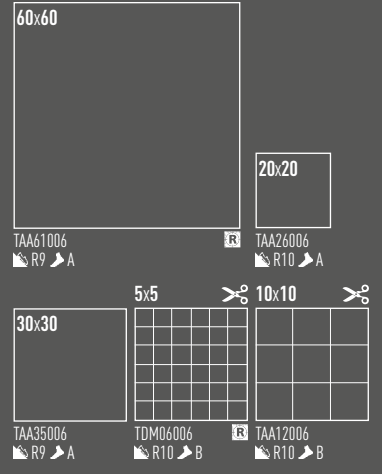 60x60
20x20
TAA61006 R
R9 A
TAA26006
R10 A
5x5
10x10
30x30
TAA35006
R9 A
TDM06006 R
R10 B
TAA12006
R10 B